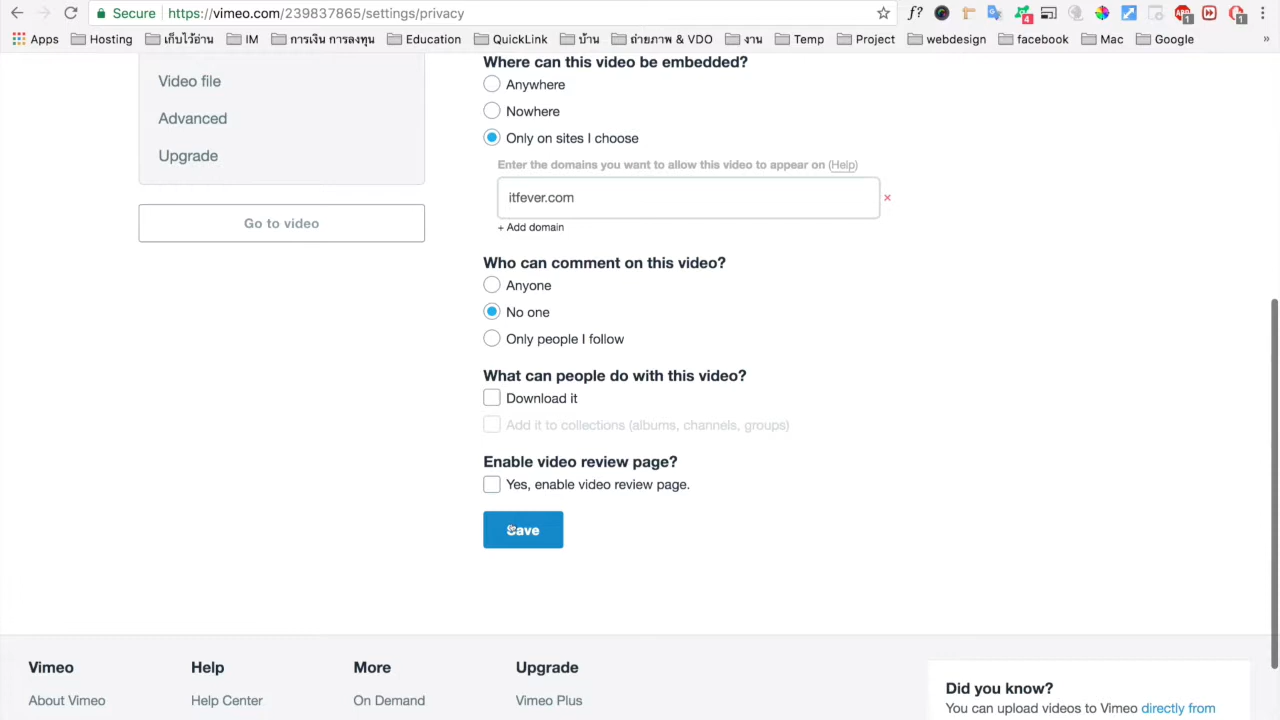 Secure https://vimeo.com/239837865/settings/privacy
f? 4 ABP 1 1
Apps Hosting เก็บไว้อ่าน IM การเงิน การลงทุน Education QuickLink บ้าน ถ่ายภาพ & VDO งาน Temp Project webdesign facebook Mac Google »
Video file
Advanced
Upgrade
Go to video
Where can this video be embedded?
Anywhere
Nowhere
Only on sites I choose
Enter the domains you want to allow this video to appear on (Help)
itfever.com
+ Add domain
Who can comment on this video?
Anyone
No one
Only people I follow
What can people do with this video?
Download it
Add it to collections (albums, channels, groups)
Enable video review page?
Yes, enable video review page.
Save
Vimeo Help More Upgrade
About Vimeo Help Center On Demand Vimeo Plus
Did you know?
You can upload videos to Vimeo directly from